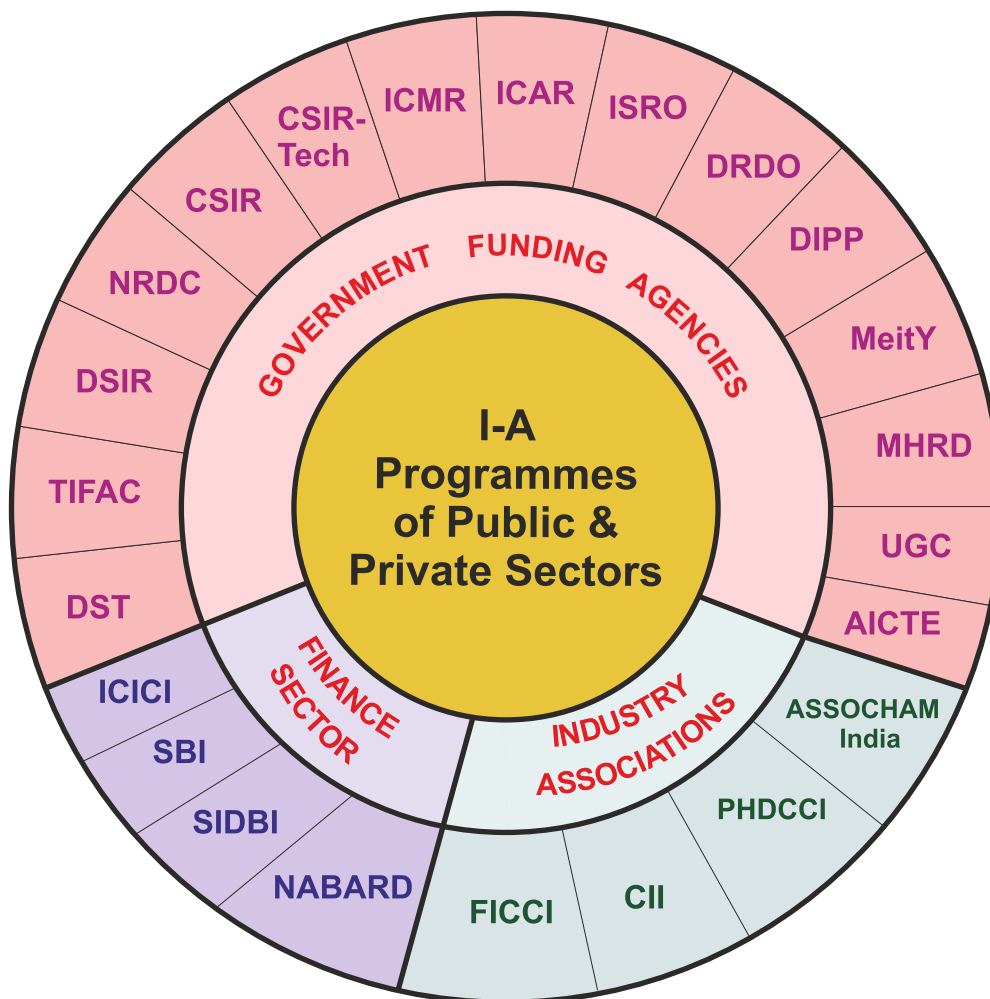 I-A
Programmes
of Public &
Private Sectors
GOVERNMENT FUNDING AGENCIES
DST
TIFAC
DSIR
NRDC
CSIR
CSIR-
Tech
ICMR
ICAR
ISRO
DRDO
DIPP
MeitY
MHRD
UGC
AICTE
INDUSTRY
ASSOCIATIONS
ASSOCHAM
India
PHDCCI
CII
FICCI
FINANCE
SECTOR
NABARD
SIDBI
SBI
ICICI